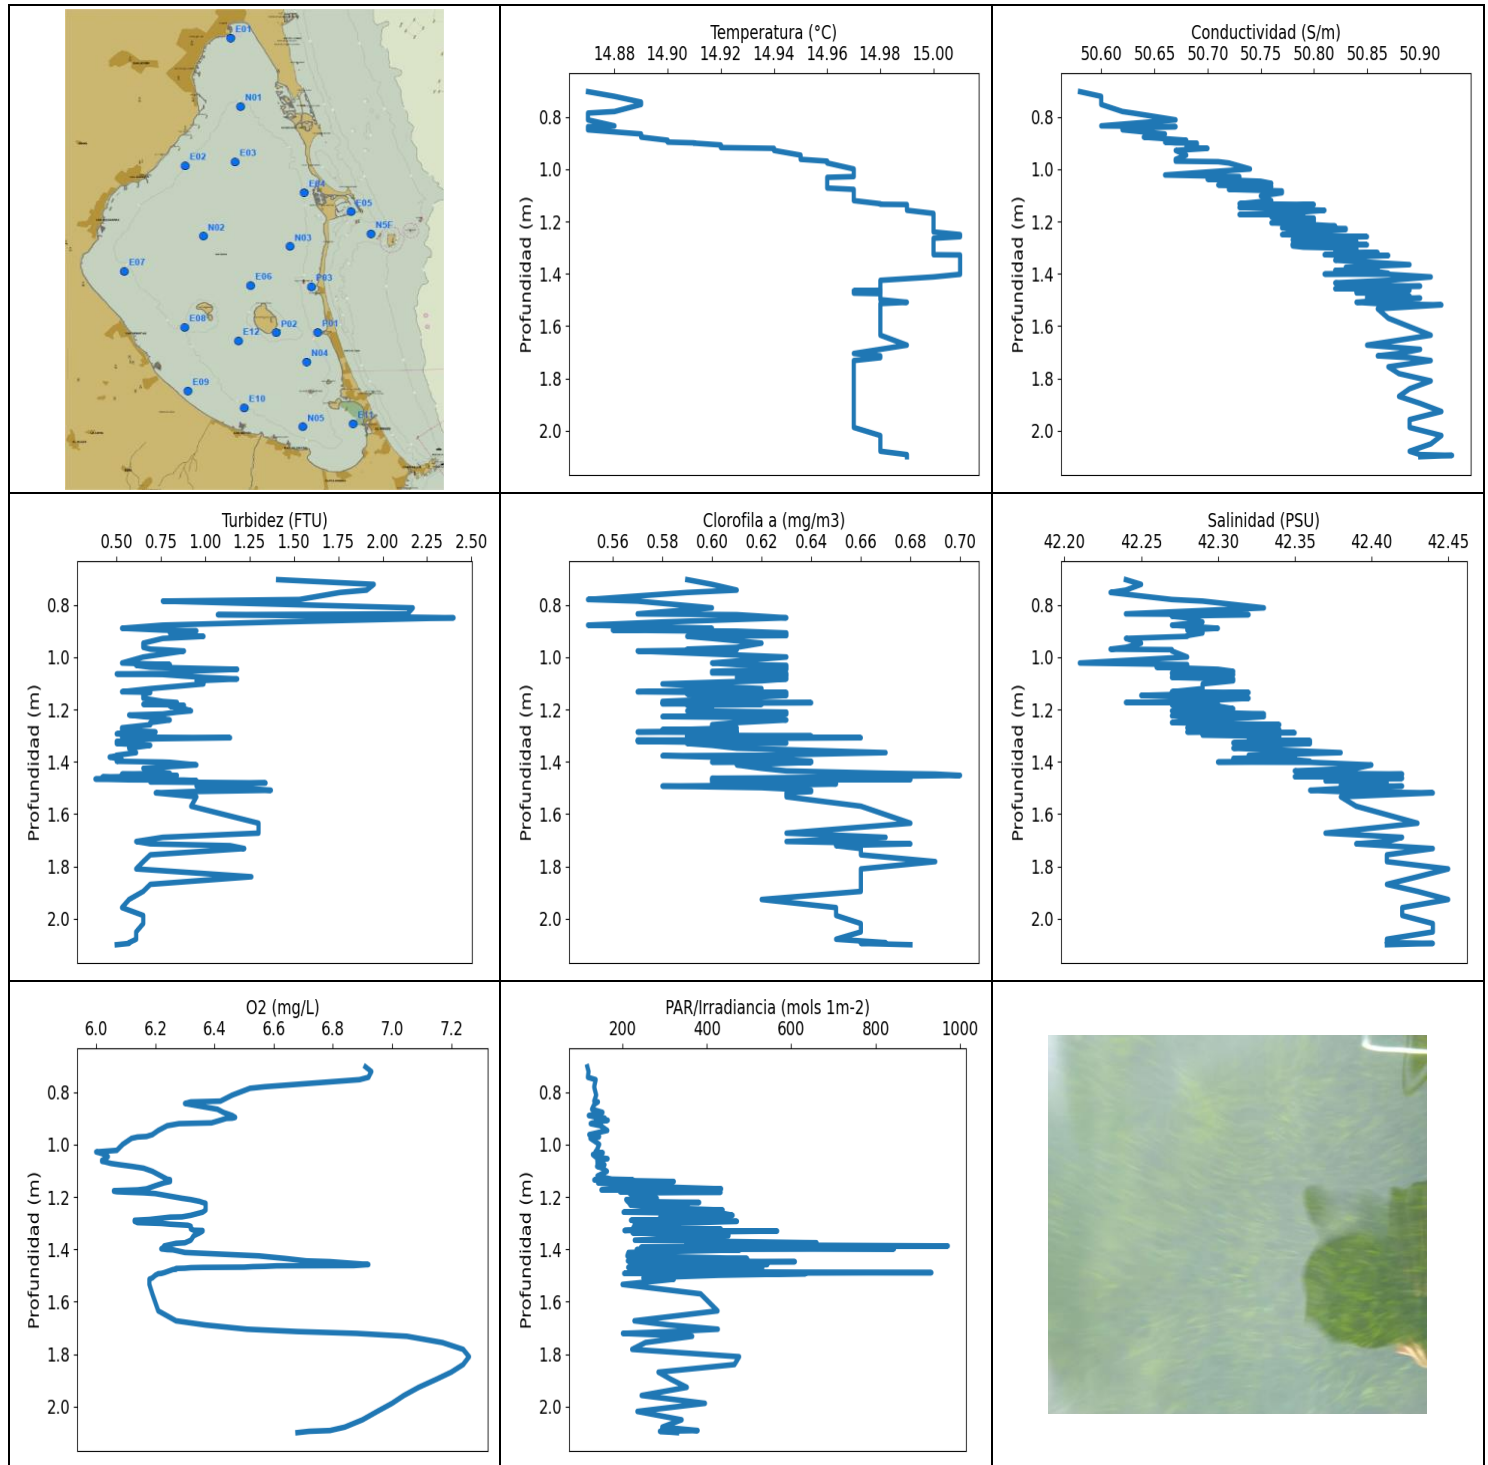 E01
N01
E02
E03
E04
E05
N5E
N02
N03
E07
E06
P03
E08
E12
P02
P01
N04
E09
E10
N05
E11
Temperatura (°C)
14.88 14.90 14.92 14.94 14.96 14.98 15.00
Profundidad (m)
0.8
1.0
1.2
1.4
1.6
1.8
2.0
Conductividad (S/m)
50.60 50.65 50.70 50.75 50.80 50.85 50.90
Profundidad (m)
0.8
1.0
1.2
1.4
1.6
1.8
2.0
Turbidez (FTU)
0.50 0.75 1.00 1.25 1.50 1.75 2.00 2.25 2.50
Profundidad (m)
0.8
1.0
1.2
1.4
1.6
1.8
2.0
Clorofila a (mg/m3)
0.56 0.58 0.60 0.62 0.64 0.66 0.68 0.70
Profundidad (m)
0.8
1.0
1.2
1.4
1.6
1.8
2.0
Salinidad (PSU)
42.20 42.25 42.30 42.35 42.40 42.45
Profundidad (m)
0.8
1.0
1.2
1.4
1.6
1.8
2.0
O2 (mg/L)
6.0 6.2 6.4 6.6 6.8 7.0 7.2
Profundidad (m)
0.8
1.0
1.2
1.4
1.6
1.8
2.0
PAR/Irradiancia (mols 1m-2)
200 400 600 800 1000
Profundidad (m)
0.8
1.0
1.2
1.4
1.6
1.8
2.0